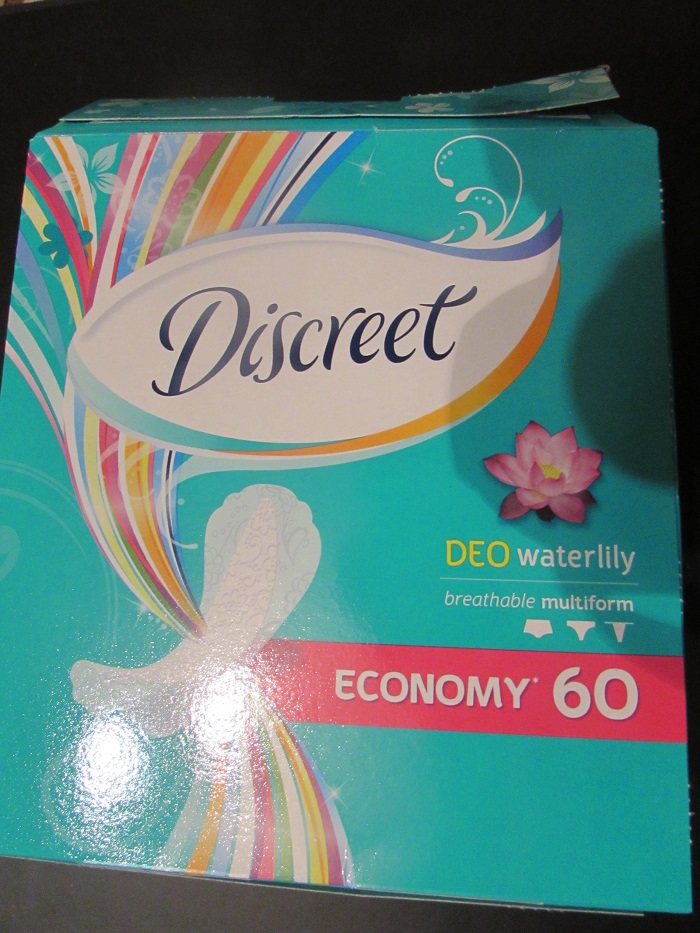 Discreet
DEO waterlily
breathable multiform
ECONOMY* 60